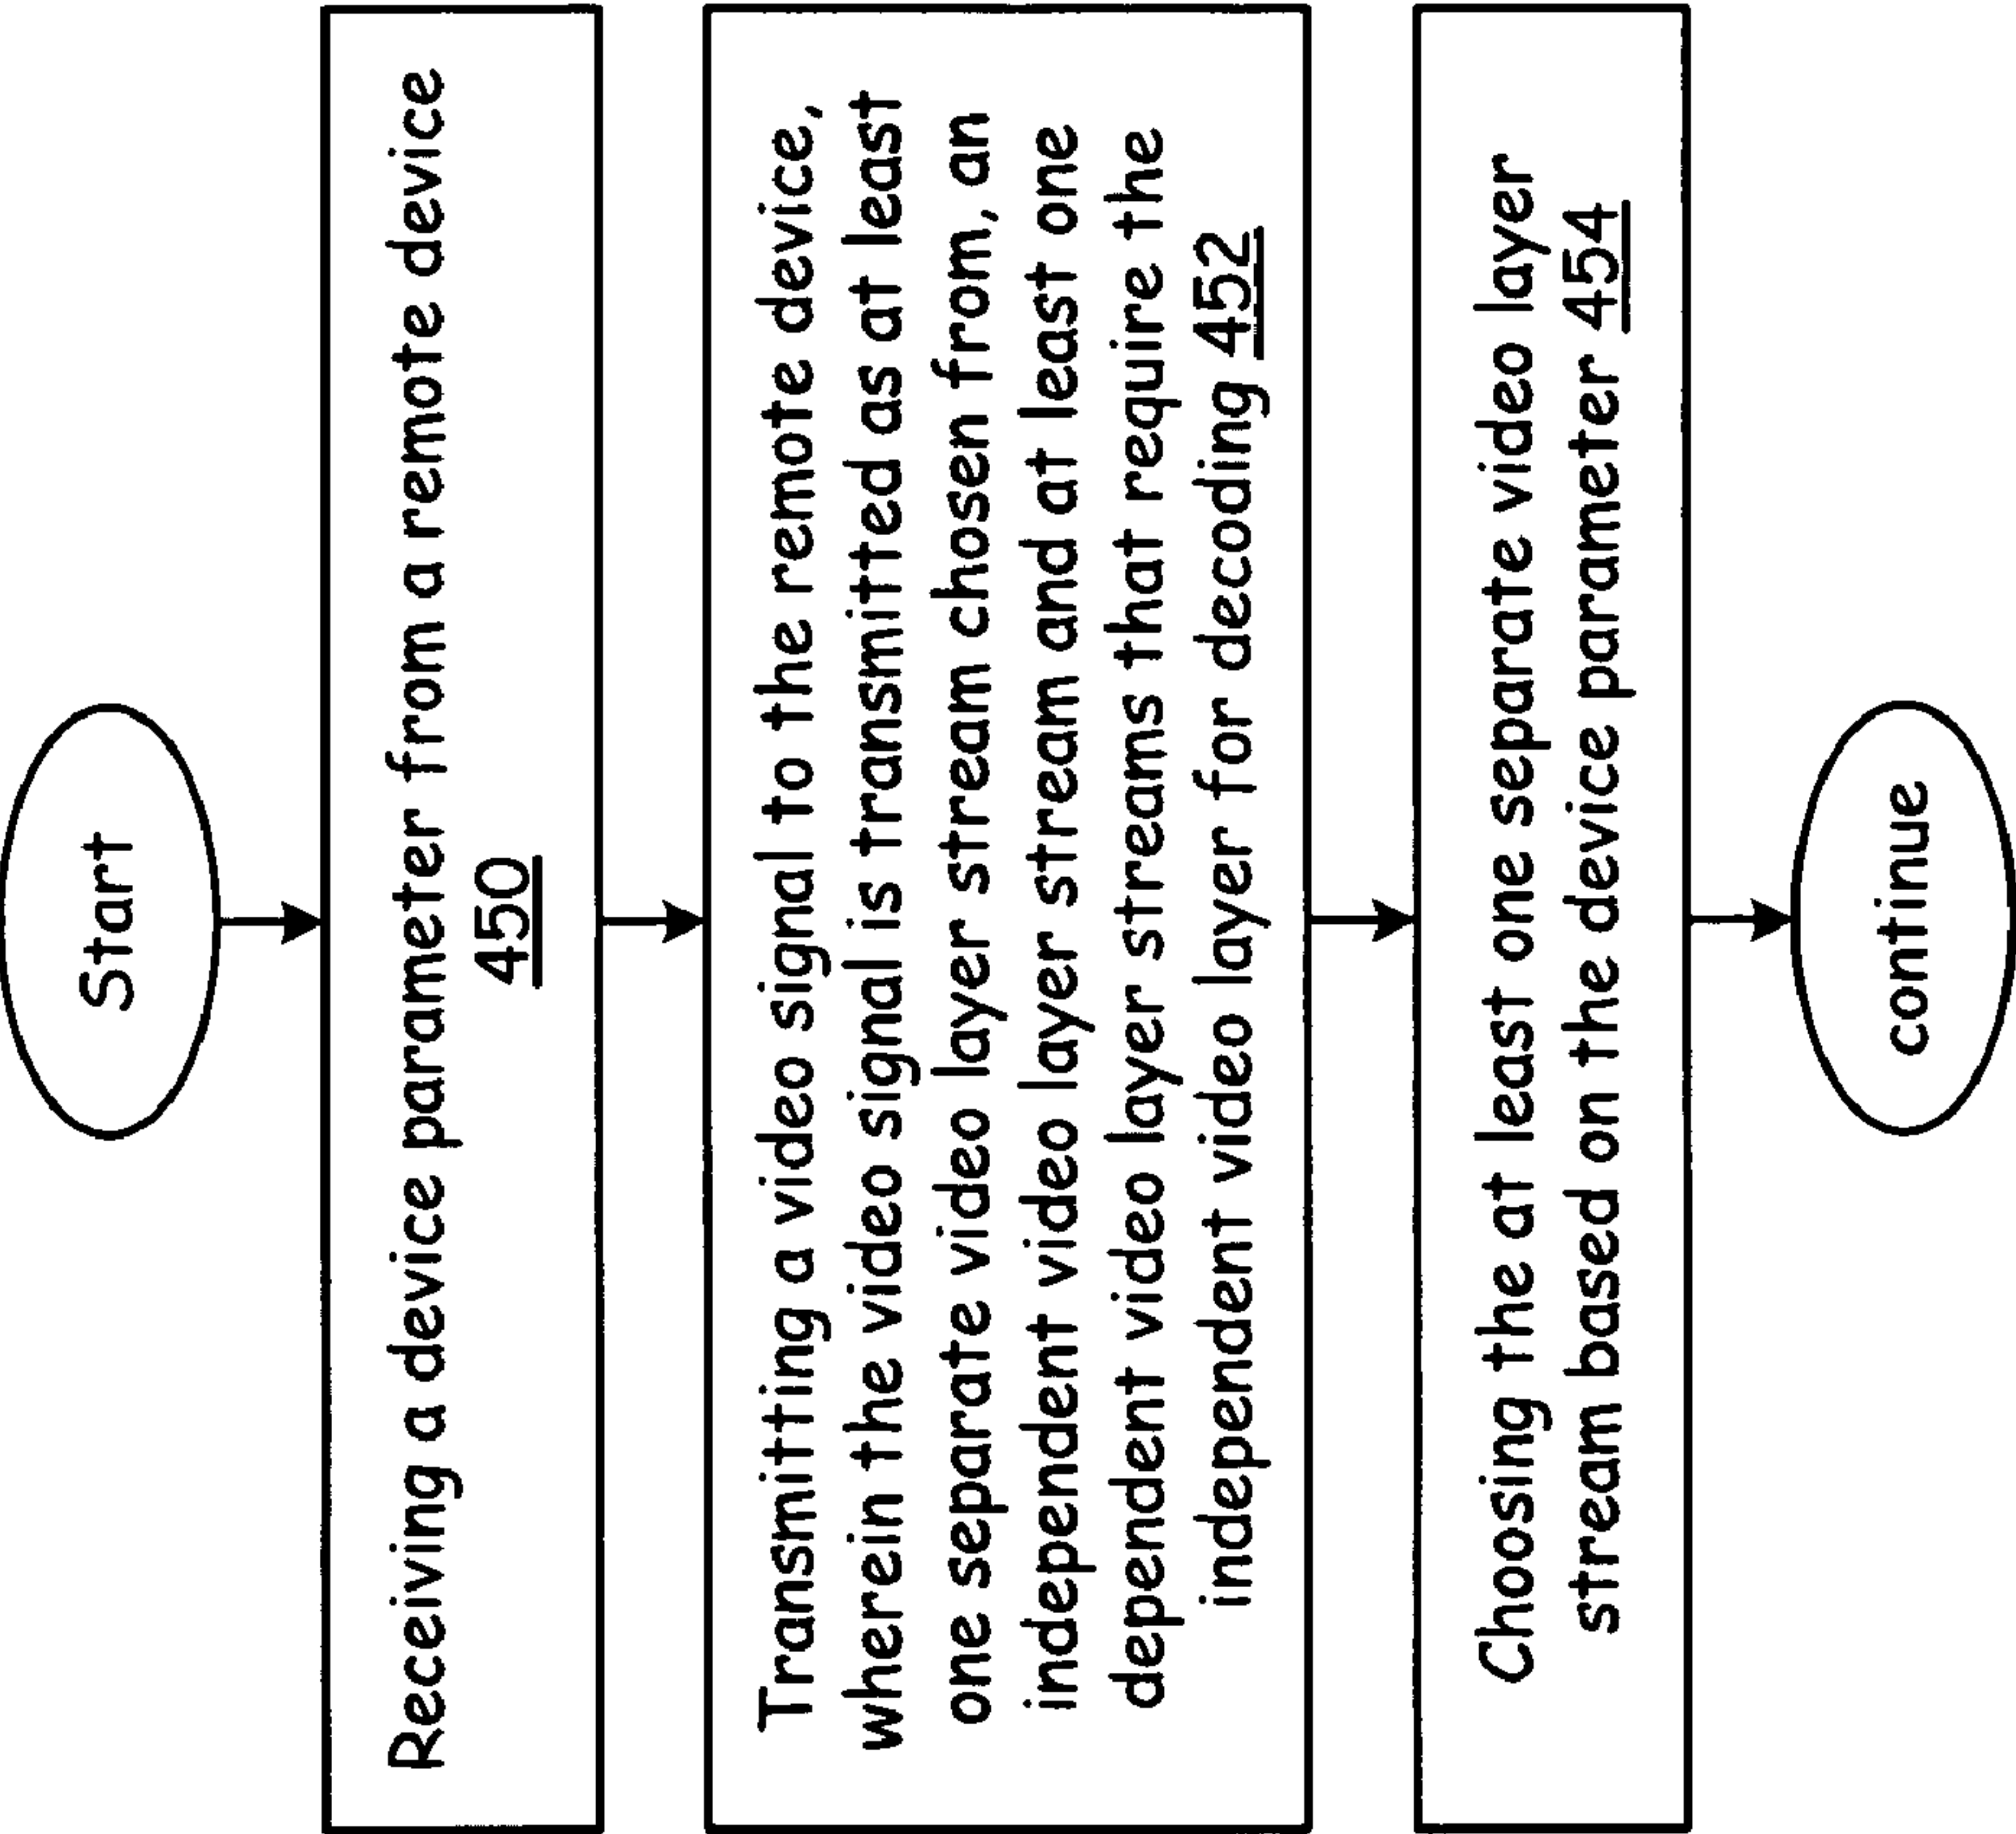 Start
Receiving a device parameter from a remote device
450
Transmitting a video signal to the remote device,
wherein the video signal is transmitted as at least
one separate video layer stream chosen from, an
independent video layer stream and at least one
dependent video layer streams that require the
independent video layer for decoding 452
Choosing the at least one separate video layer
stream based on the device parameter 454
continue